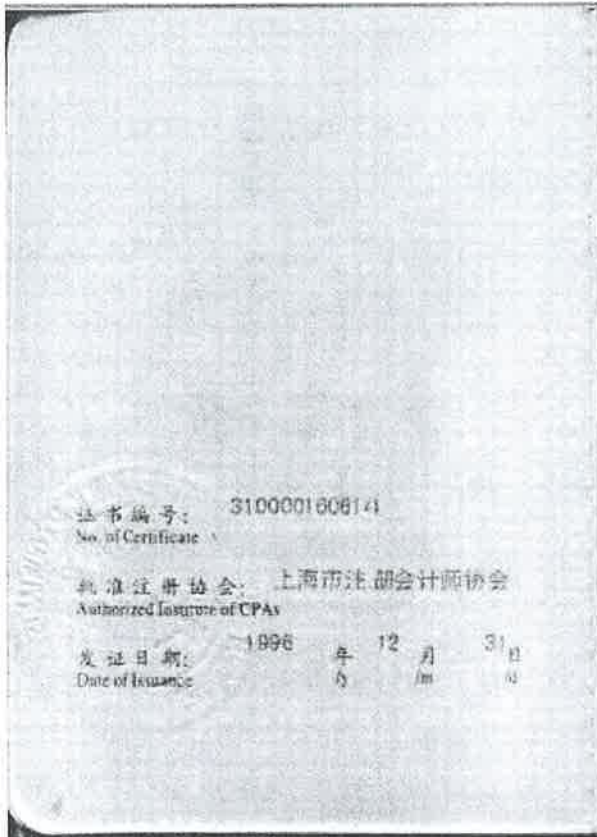 证书编号: 310000160614
No. of Certificate
批准注册协会: 上海市注册会计师协会
Authorized Institute of CPAs
发证日期: 1996 年 12 月 31 日
Date of Issuance /y /m /d